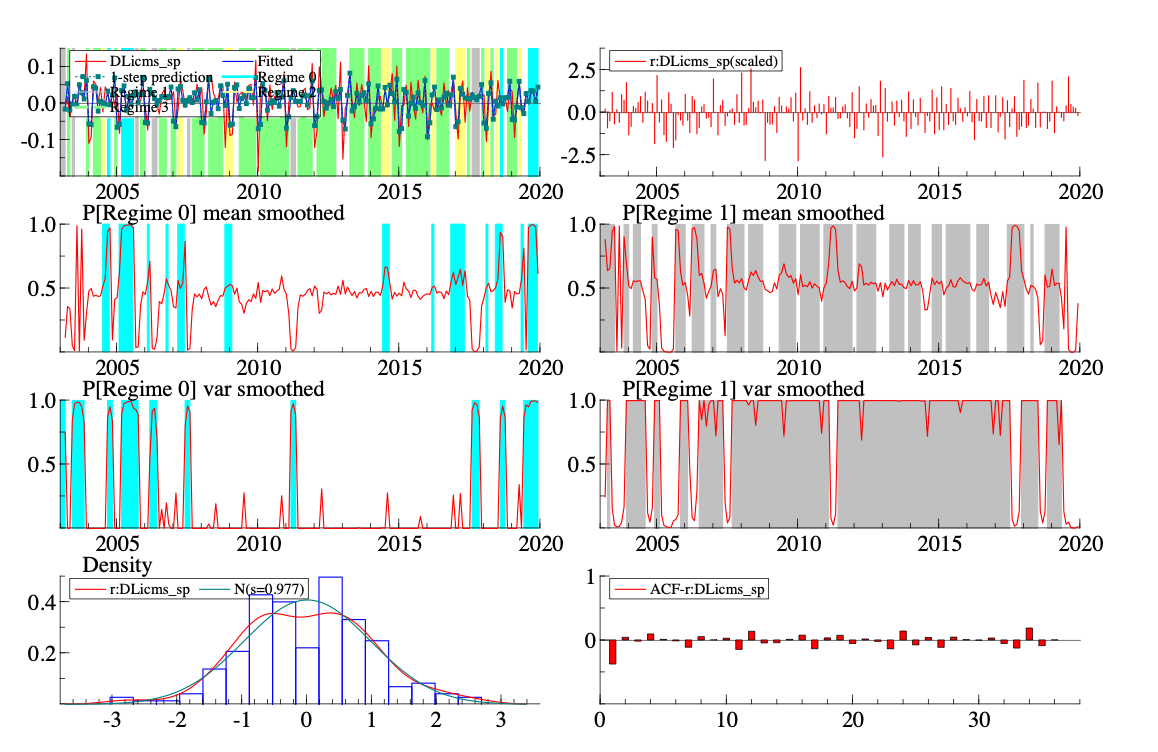 DLicms_sp Fitted
1-step prediction Regime 0
Regime 1 Regime 2
Regime 3
0.1
0.0
-0.1
2005 2010 2015 2020
r:DLicms_sp(scaled)
2.5
0.0
-2.5
2005 2010 2015 2020
P[Regime 0] mean smoothed
1.0
0.5
2005 2010 2015 2020
P[Regime 1] mean smoothed
1.0
0.5
2005 2010 2015 2020
P[Regime 0] var smoothed
1.0
0.5
2005 2010 2015 2020
P[Regime 1] var smoothed
1.0
0.5
2005 2010 2015 2020
Density
r:DLicms_sp N(s=0.977)
0.4
0.2
-3 -2 -1 0 1 2 3
ACF-r:DLicms_sp
1
0
0 10 20 30